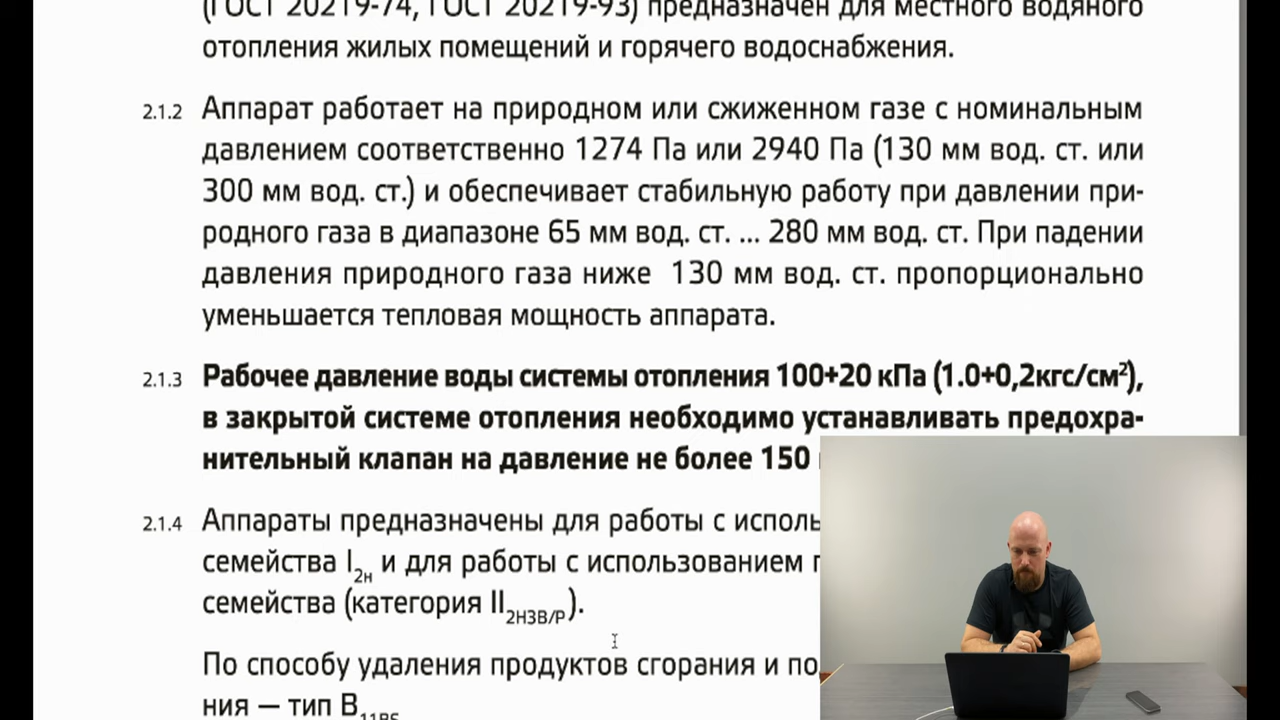 (ГОСТ 20219-74, ГОСТ 20219-93) предназначен для местного водяного
отопления жилых помещений и горячего водоснабжения.
2.1.2 Аппарат работает на природном или сжиженном газе с номинальным
давлением соответственно 1274 Па или 2940 Па (130 мм вод. ст. или
300 мм вод. ст.) и обеспечивает стабильную работу при давлении при-
родного газа в диапазоне 65 мм вод. ст. ... 280 мм вод. ст. При падении
давления природного газа ниже 130 мм вод. ст. пропорционально
уменьшается тепловая мощность аппарата.
2.1.3 Рабочее давление воды системы отопления 100+20 кПа (1.0+0,2кгс/см²),
в закрытой системе отопления необходимо устанавливать предохра-
нительный клапан на давление не более 150
2.1.4 Аппараты предназначены для работы с исполь
семейства I2н и для работы с использованием
семейства (категория II2Н3В/Р).
По способу удаления продуктов сгорания и по
ния — тип В11BS